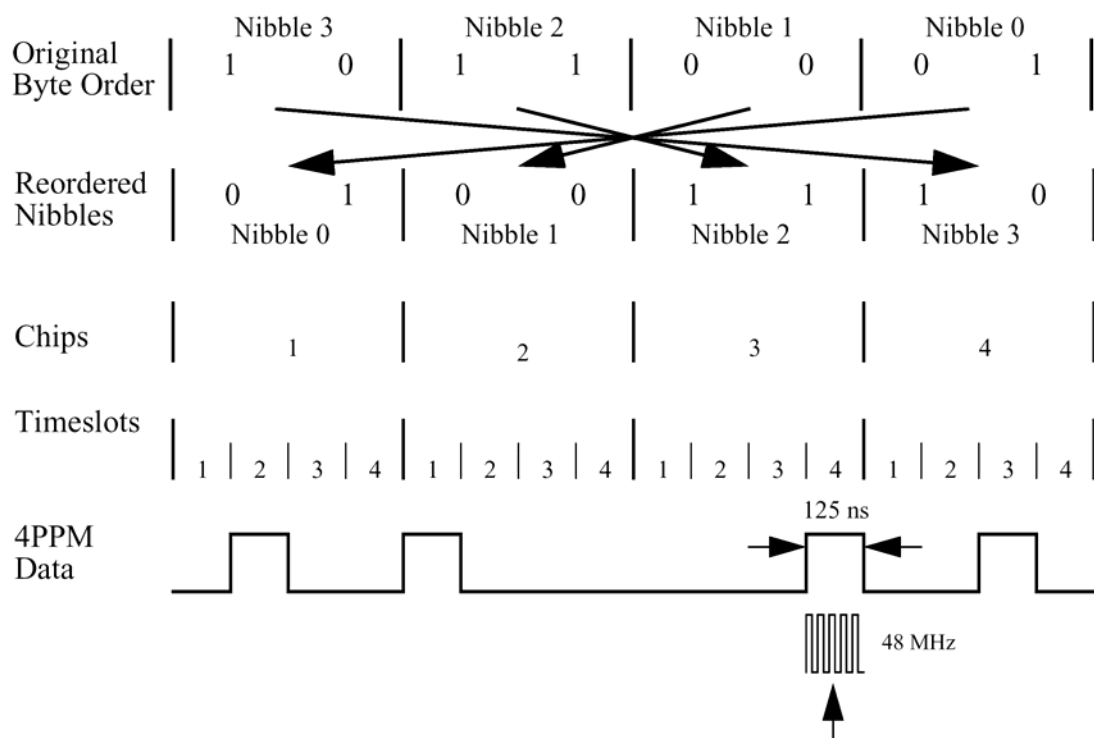 Nibble 3 Nibble 2 Nibble 1 Nibble 0
Original
Byte Order
1 0 1 1 0 0 0 1
Reordered
Nibbles
0 1 0 0 1 1 1 0
Nibble 0 Nibble 1 Nibble 2 Nibble 3
Chips
1 2 3 4
Timeslots
1 2 3 4 1 2 3 4 1 2 3 4 1 2 3 4
125 ns
4PPM
Data
48 MHz